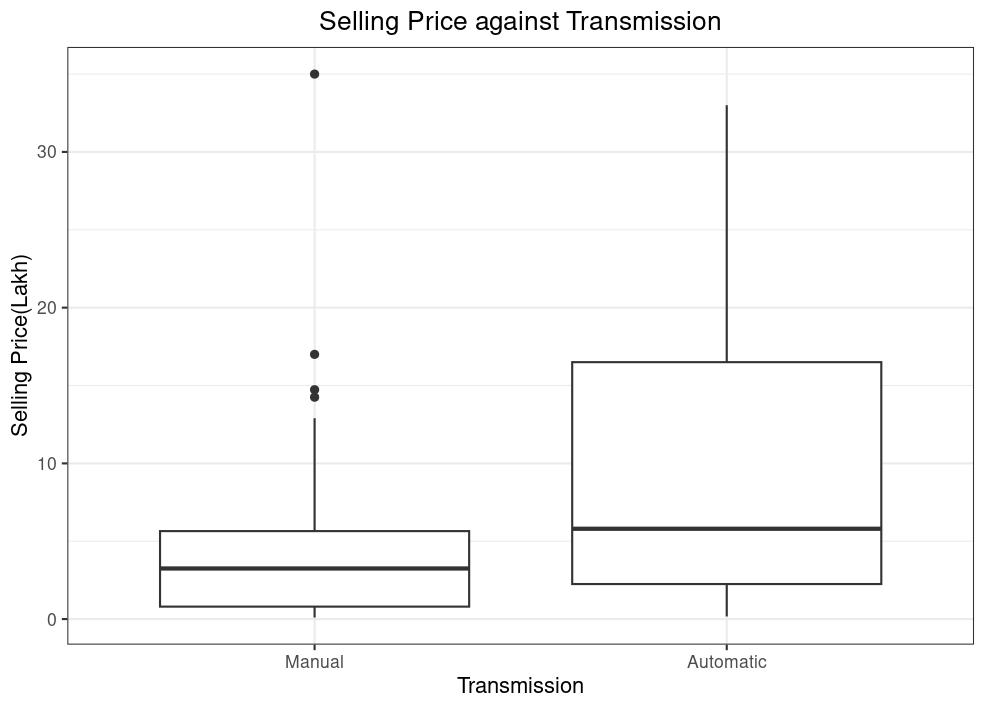 Selling Price against Transmission
Selling Price(Lakh)
30
20
10
0
Manual
Automatic
Transmission